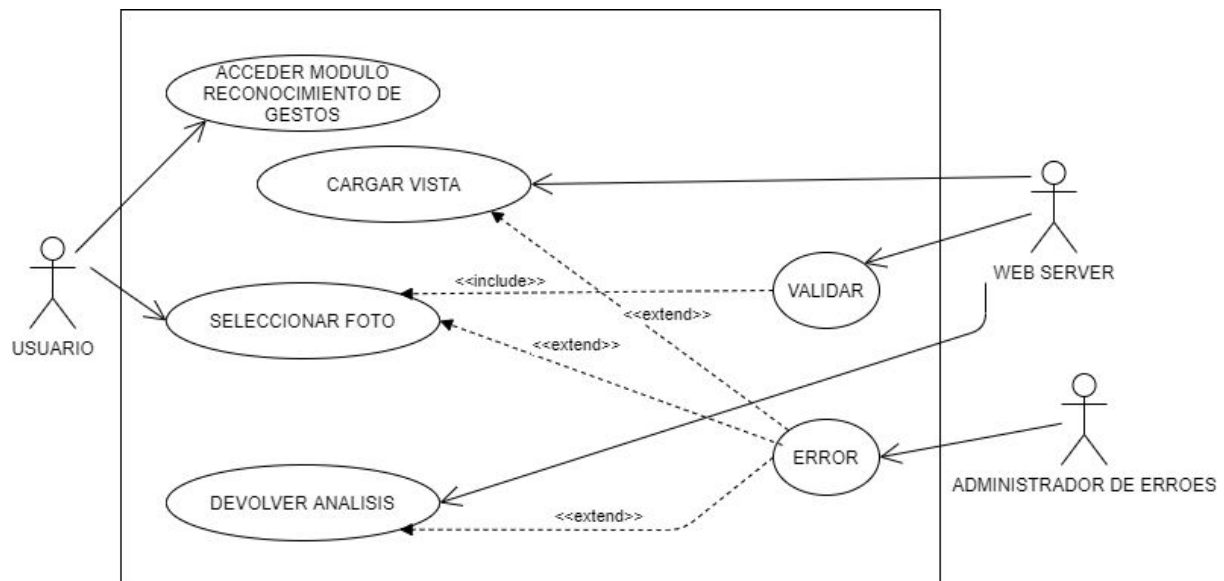 ACCEDER MODULO
RECONOCIMIENTO DE
GESTOS
CARGAR VISTA
WEB SERVER
<<include>>
VALIDAR
<<extend>>
SELECCIONAR FOTO
USUARIO
<<extend>>
ERROR
ADMINISTRADOR DE ERROES
DEVOLVER ANALISIS
<<extend>>